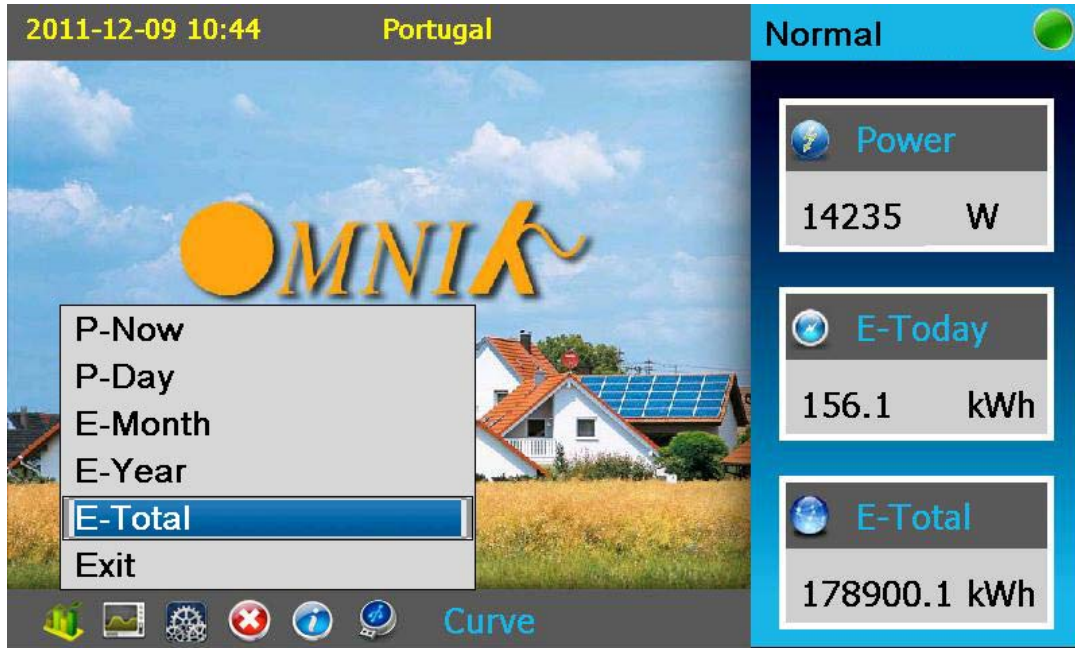 2011-12-09 10:44 Portugal
Normal
OMNIK
P-Now
P-Day
E-Month
E-Year
E-Total
Exit
Curve
Power
14235 W
E-Today
156.1 kWh
E-Total
178900.1 kWh